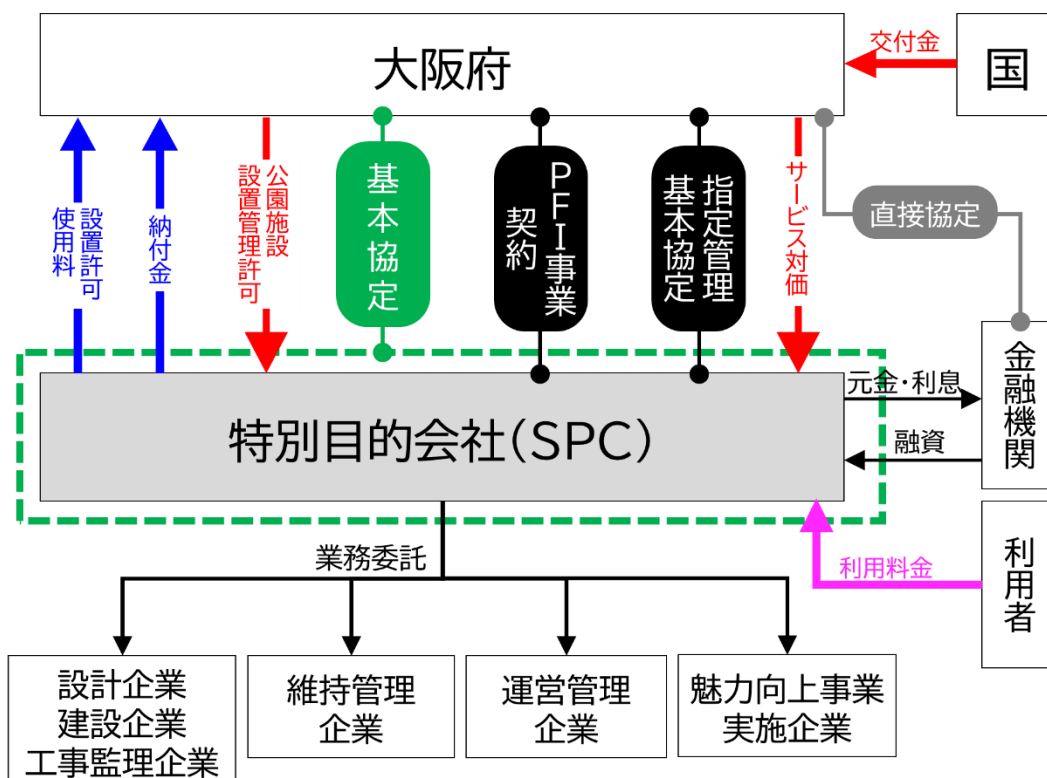 大阪府
交付金
国
設置許可
使用料
納付金
公園施設
設置管理許可
基本協定
PFI事業
契約
指定管理
基本協定
サービス対価
直接協定
特別目的会社(SPC)
元金・利息
融資
金融機関
利用料金
利用者
業務委託
設計企業
建設企業
工事監理企業
維持管理
企業
運営管理
企業
魅力向上事業
実施企業